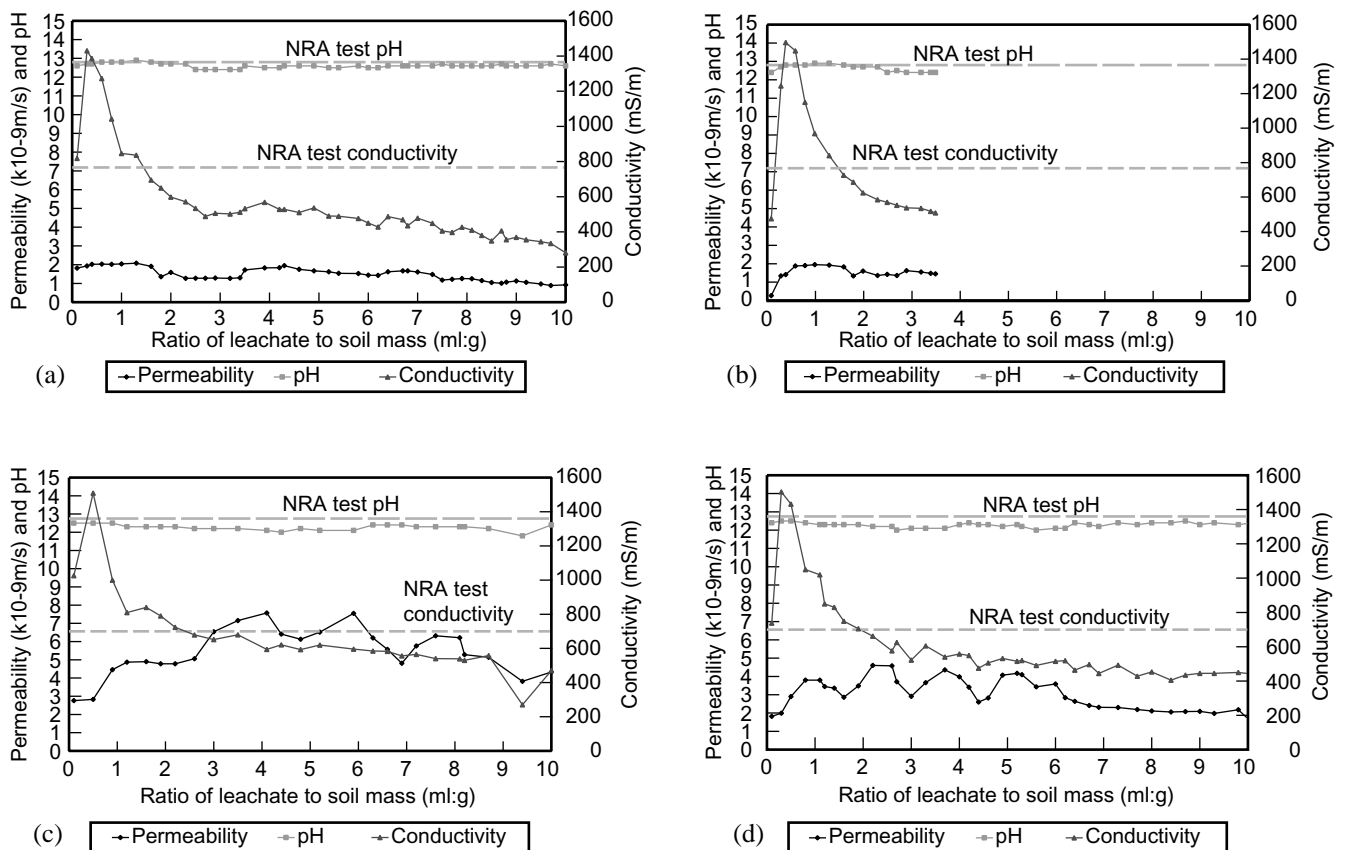 15 14 13 12 11 10 9 8 7 6 5 4 3 2 1 0
Permeability (k10-9m/s) and pH
NRA test pH
NRA test conductivity
1600 1400 1200 1000 800 600 400 200 0
Conductivity (mS/m)
0 1 2 3 4 5 6 7 8 9 10
Ratio of leachate to soil mass (ml:g)
(a)
Permeability pH Conductivity
15 14 13 12 11 10 9 8 7 6 5 4 3 2 1 0
Permeability (k10-9m/s) and pH
NRA test pH
NRA test conductivity
1600 1400 1200 1000 800 600 400 200 0
Conductivity (mS/m)
0 1 2 3 4 5 6 7 8 9 10
Ratio of leachate to soil mass (ml:g)
(b)
Permeability pH Conductivity
15 14 13 12 11 10 9 8 7 6 5 4 3 2 1 0
Permeability (k10-9m/s) and pH
NRA test pH
NRA test
conductivity
1600 1400 1200 1000 800 600 400 200 0
Conductivity (mS/m)
0 1 2 3 4 5 6 7 8 9 10
Ratio of leachate to soil mass (ml:g)
(c)
Permeability pH Conductivity
15 14 13 12 11 10 9 8 7 6 5 4 3 2 1 0
Permeability (k10-9m/s) and pH
NRA test pH
NRA test conductivity
1600 1400 1200 1000 800 600 400 200 0
Conductivity (mS/m)
0 1 2 3 4 5 6 7 8 9 10
Ratio of leachate to soil mass (ml:g)
(d)
Permeability pH Conductivity